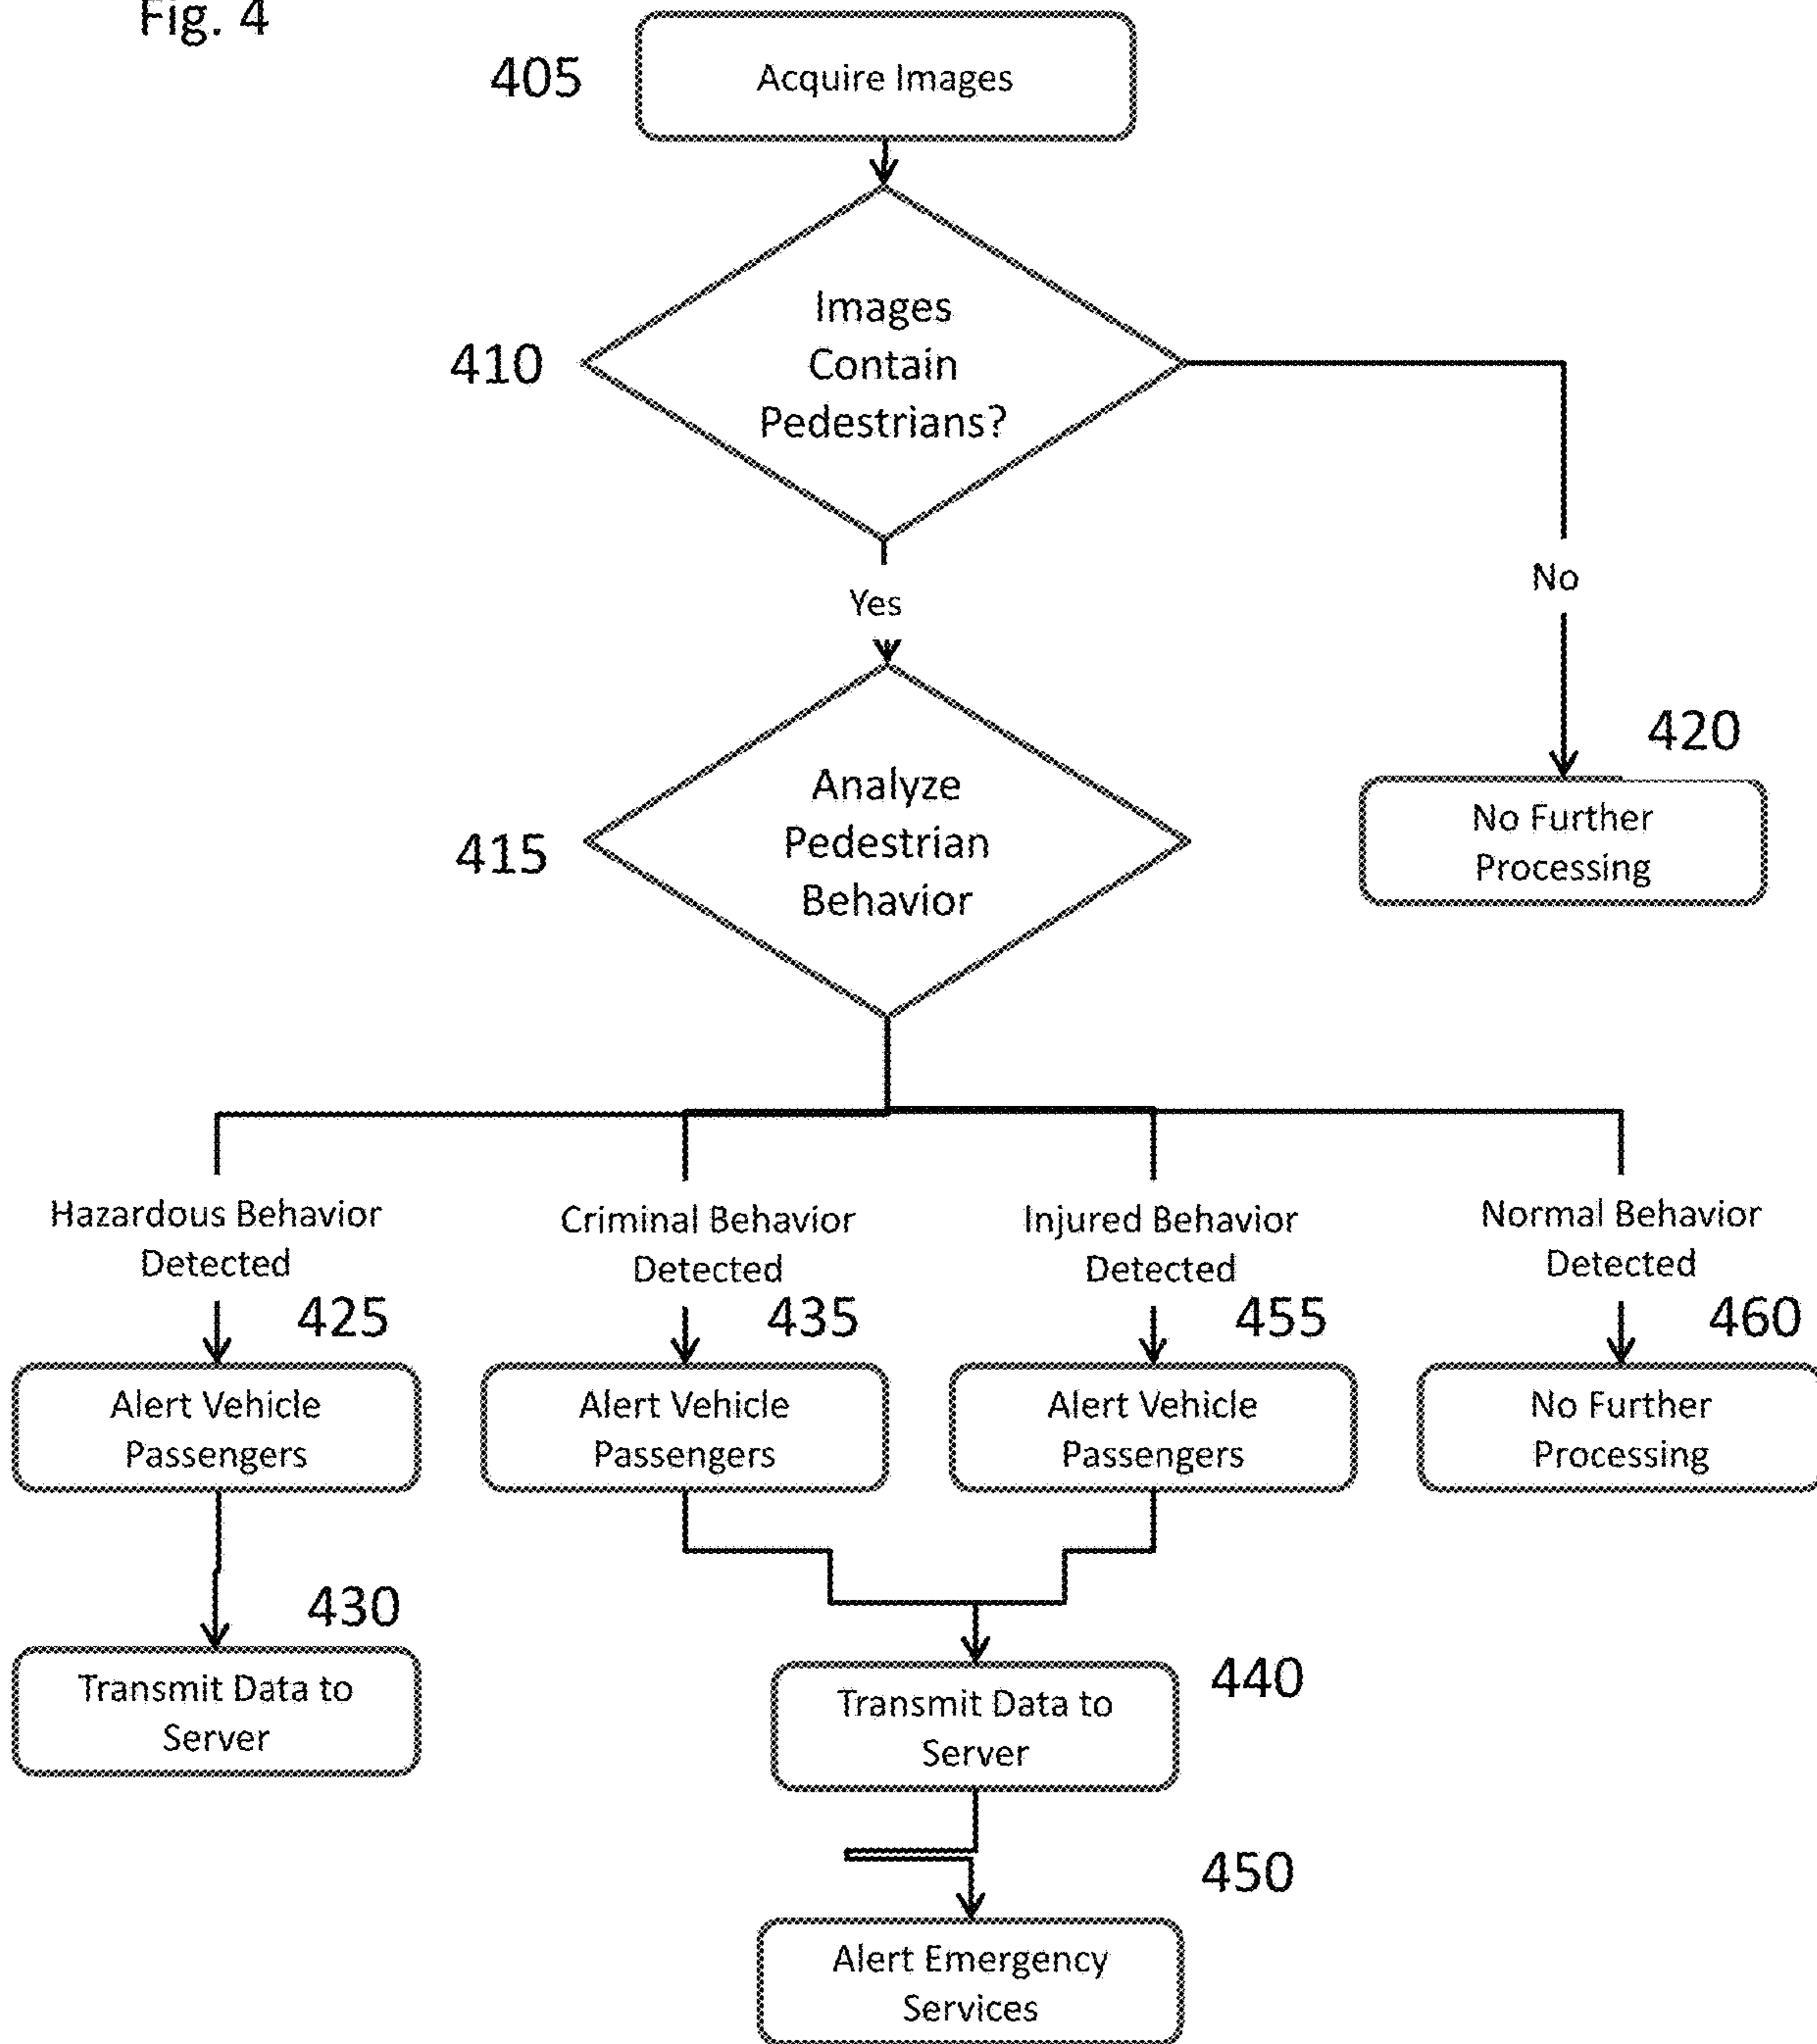 Fig. 4
405
Acquire Images
410
Images
Contain
Pedestrians?
Yes
No
415
Analyze
Pedestrian
Behavior
420
No Further
Processing
Hazardous Behavior
Detected
Criminal Behavior
Detected
Injured Behavior
Detected
Normal Behavior
Detected
425
435
455
460
Alert Vehicle
Passengers
Alert Vehicle
Passengers
Alert Vehicle
Passengers
No Further
Processing
430
Transmit Data to
Server
440
Transmit Data to
Server
450
Alert Emergency
Services